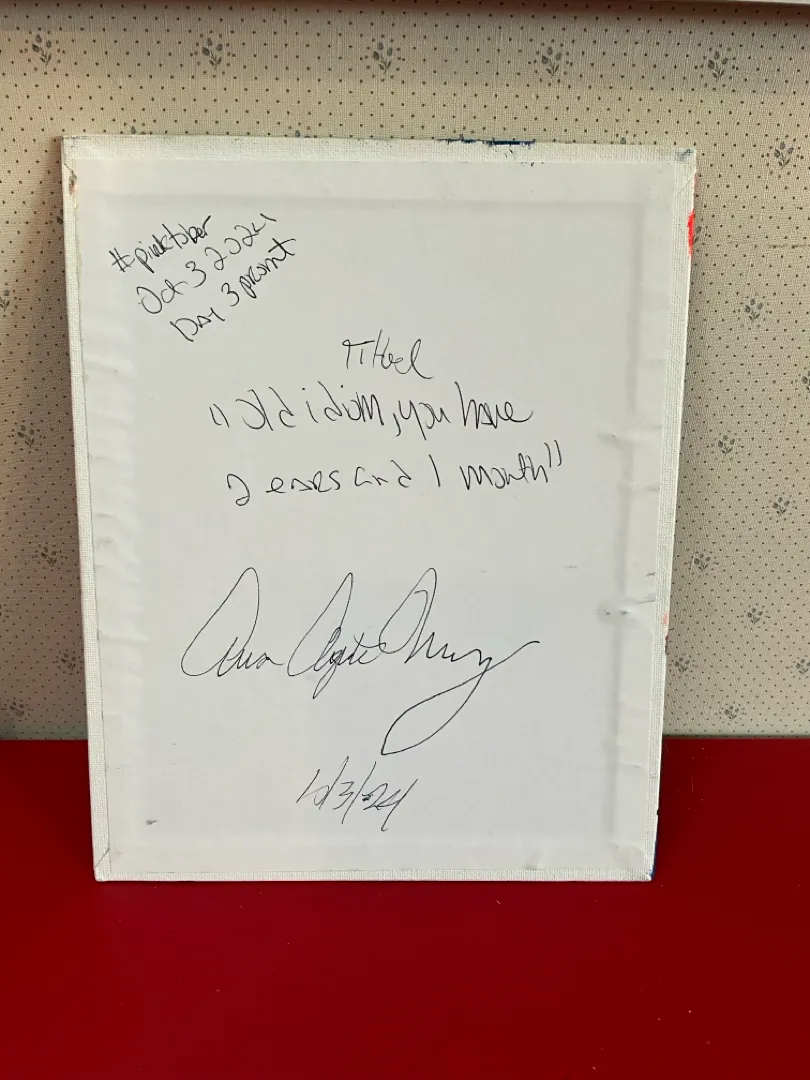 #pinktober
Oct 3 2024
Day 3 prompt
Titled
"Old idiom, you have
2 ears and 1 mouth"
10/3/24